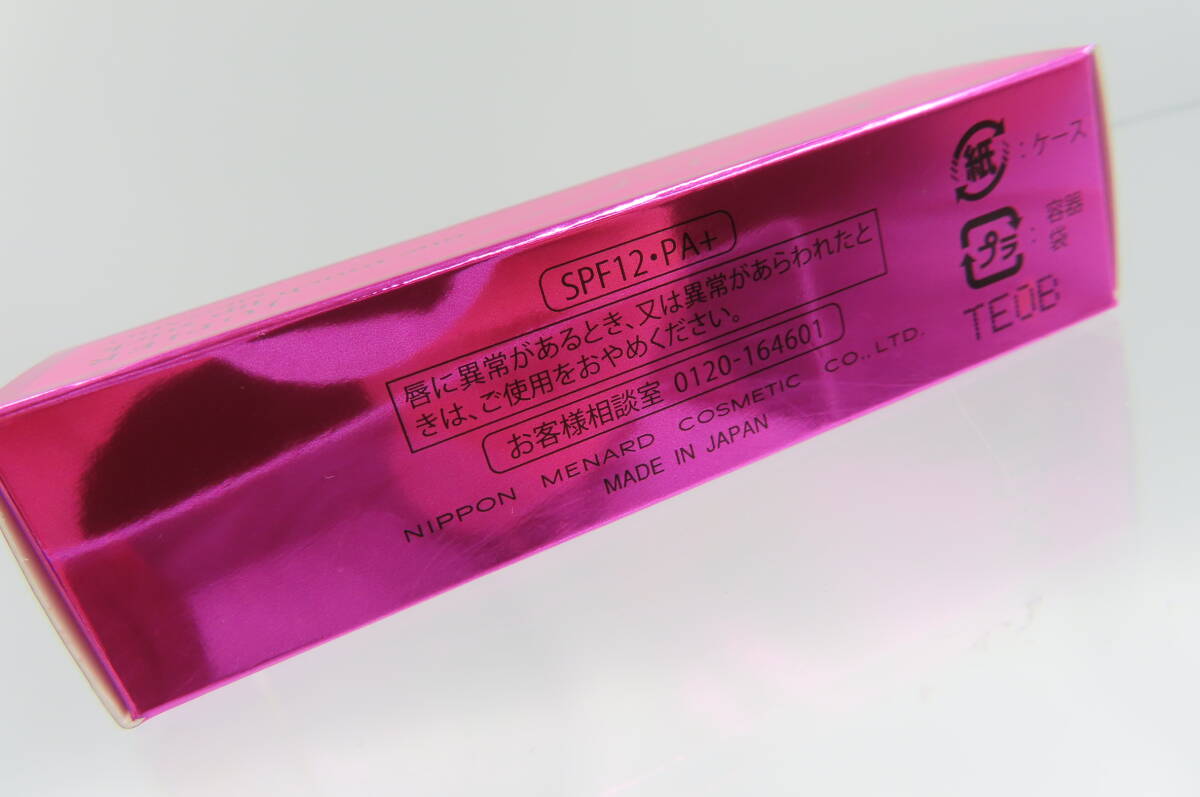 SPF12・PA+
唇に異常があるとき、又は異常があらわれたと
きは、ご使用をおやめください。
お客様相談室 0120-164601
NIPPON MENARD COSMETIC CO.,LTD.
MADE IN JAPAN
紙 :ケース
プラ :容器
袋
TE0B